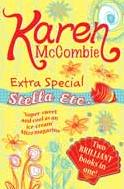 Karen
McCombie
Extra Special
Stella Etc.
'Super-sweet
and cool as an
ice-cream'
Mizz magazine
Two
BRILLIANT
books in
one!